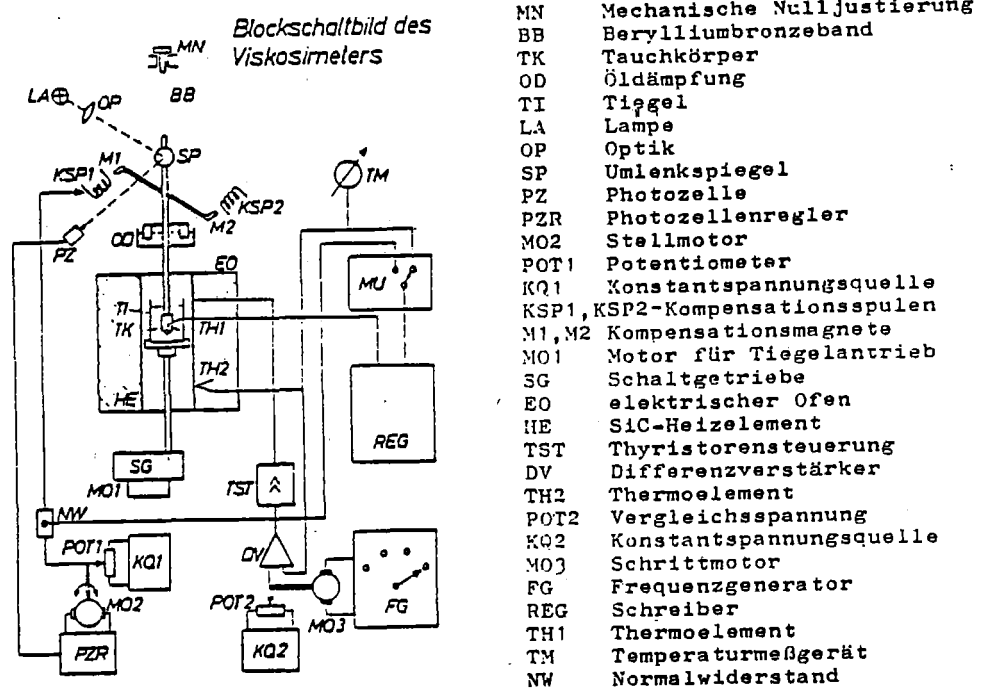 Blockschaltbild des
Viskosimeters
MN
LA
OP
BB
SP
M1
KSP1
TM
KSP2
M2
PZ
OD
EO
MU
TI
TK
TH1
TH2
HE
REG
SG
MO1
TST
NW
POT1
DV
KQ1
MO2
POT2
FG
MO3
PZR
KQ2
MN Mechanische Nulljustierung
BB Berylliumbronzeband
TK Tauchkörper
OD Öldämpfung
TI Tiegel
LA Lampe
OP Optik
SP Umlenkspiegel
PZ Photozelle
PZR Photozellenregler
MO2 Stellmotor
POT1 Potentiometer
KQ1 Konstantspannungsquelle
KSP1,KSP2-Kompensationsspulen
M1,M2 Kompensationsmagnete
MO1 Motor für Tiegelantrieb
SG Schaltgetriebe
EO elektrischer Ofen
HE SiC-Heizelement
TST Thyristorensteuerung
DV Differenzverstärker
TH2 Thermoelement
POT2 Vergleichsspannung
KQ2 Konstantspannungsquelle
MO3 Schrittmotor
FG Frequenzgenerator
REG Schreiber
TH1 Thermoelement
TM Temperaturmeßgerät
NW Normalwiderstand